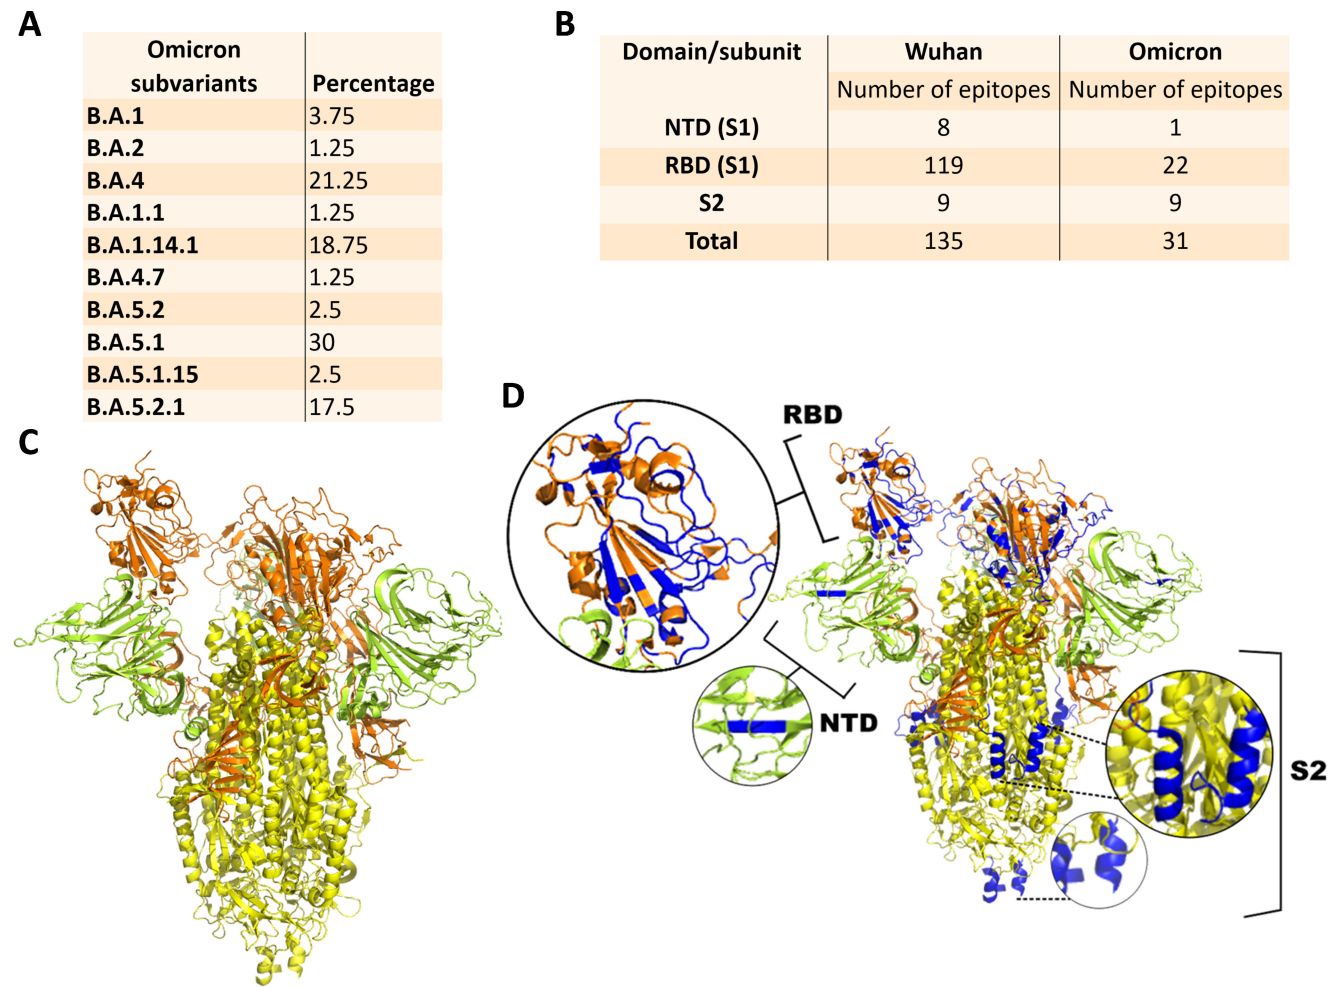 A
Omicron
subvariants Percentage
B.A.1 3.75
B.A.2 1.25
B.A.4 21.25
B.A.1.1 1.25
B.A.1.14.1 18.75
B.A.4.7 1.25
B.A.5.2 2.5
B.A.5.1 30
B.A.5.1.15 2.5
B.A.5.2.1 17.5
B
Domain/subunit Wuhan Omicron
Number of epitopes Number of epitopes
NTD (S1) 8 1
RBD (S1) 119 22
S2 9 9
Total 135 31
C
D
RBD
NTD
S2